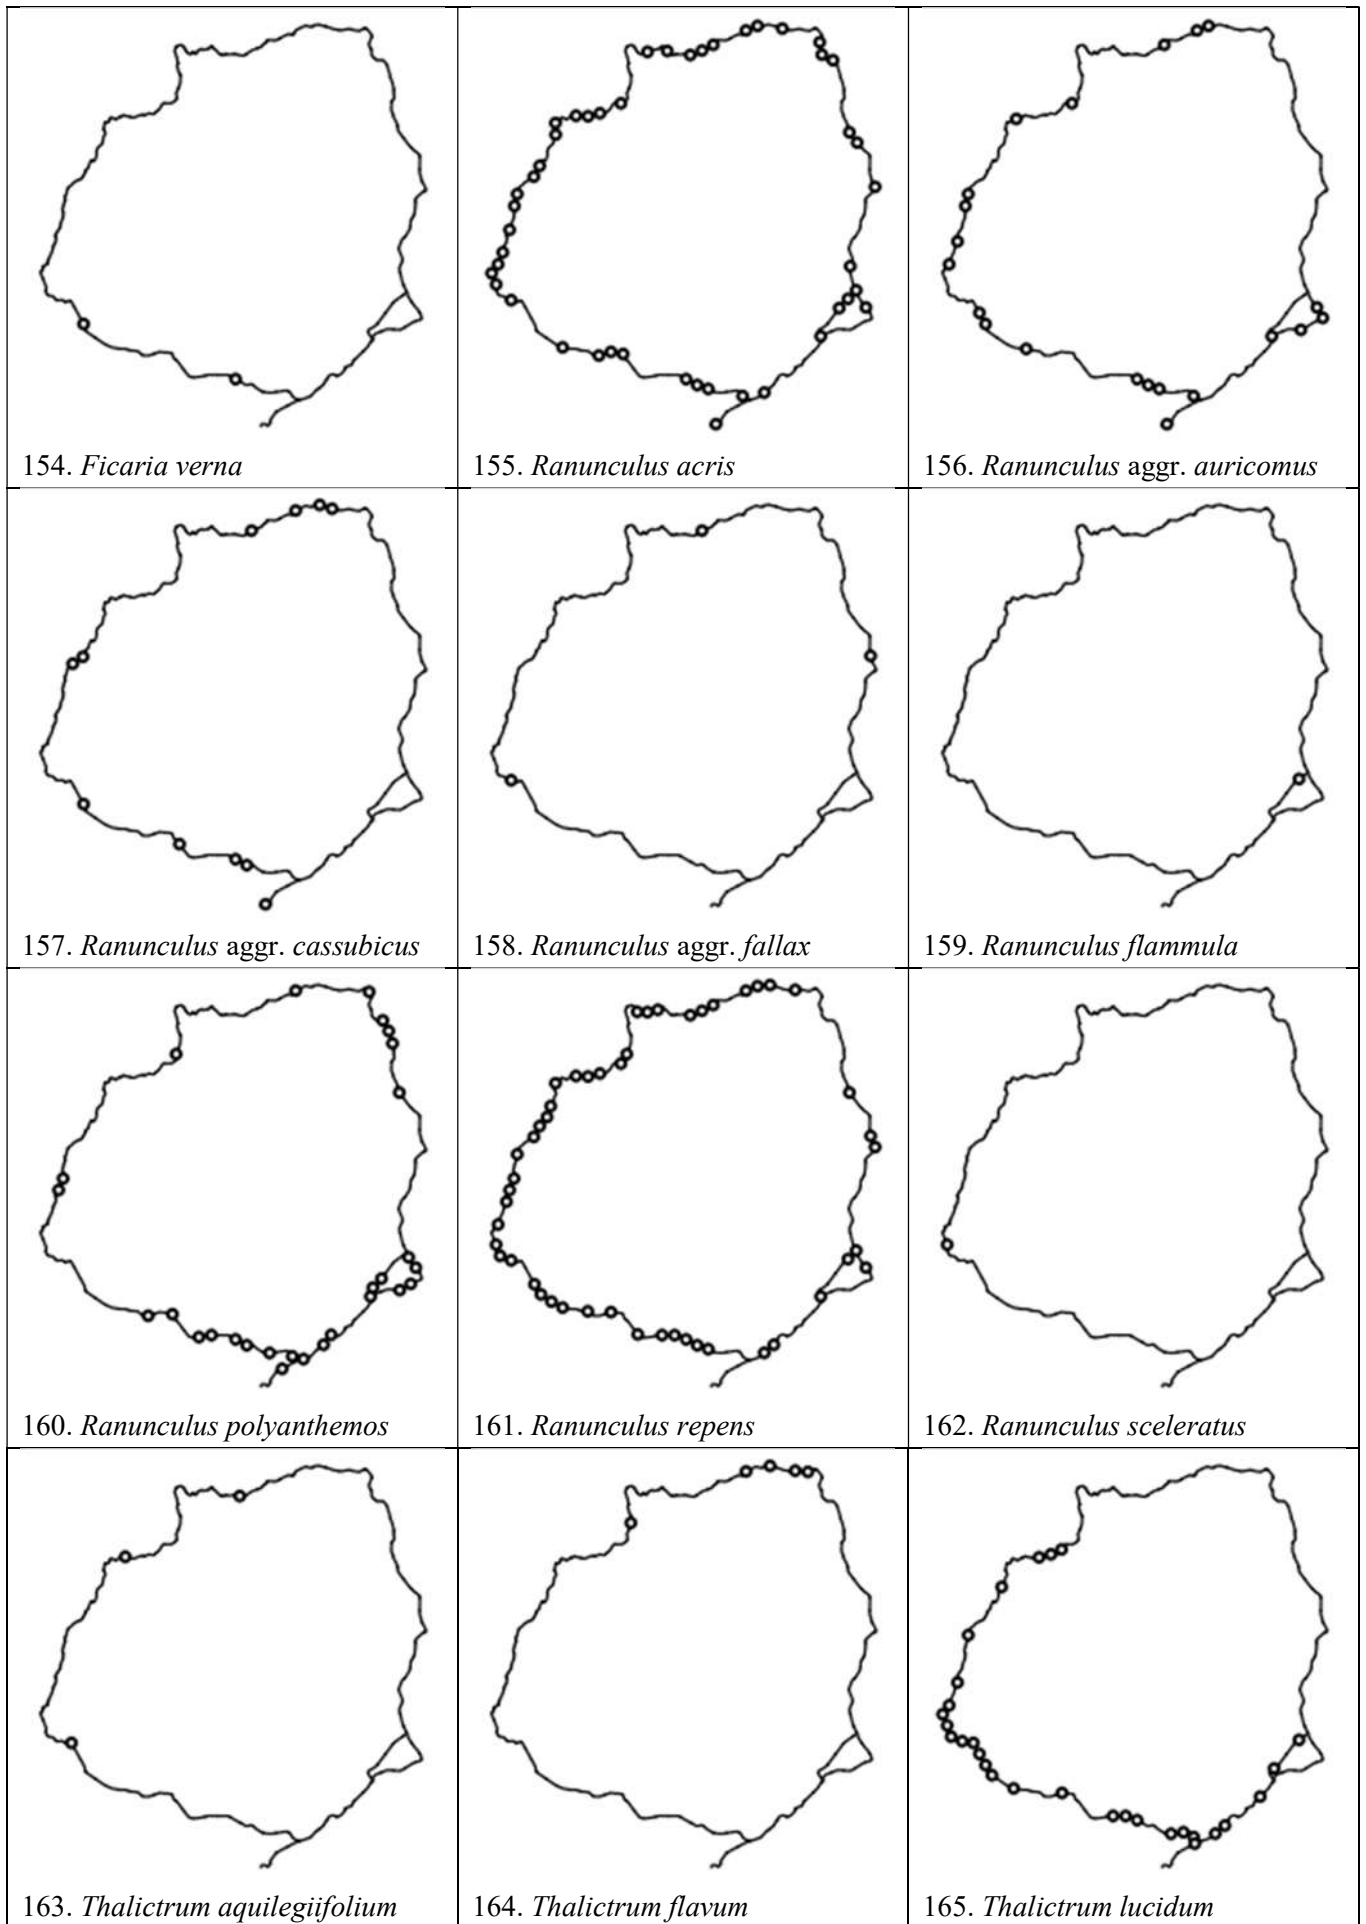 154. Ficaria verna
155. Ranunculus acris
156. Ranunculus aggr. auricomus
157. Ranunculus aggr. cassubicus
158. Ranunculus aggr. fallax
159. Ranunculus flammula
160. Ranunculus polyanthemos
161. Ranunculus repens
162. Ranunculus sceleratus
163. Thalictrum aquilegiifolium
164. Thalictrum flavum
165. Thalictrum lucidum